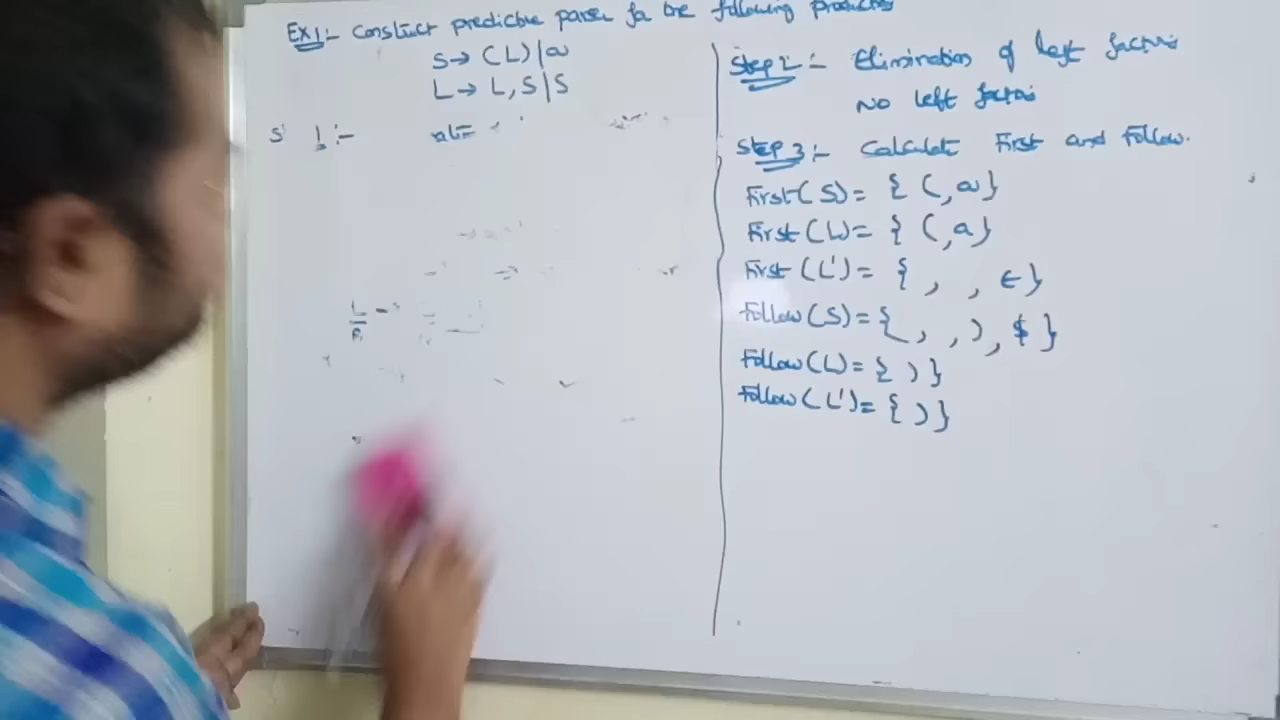 Ex1:- Construct predictive parser for the following production
S→ (L)|a
L→ L,S|S
Step 2:- Elimination of left factoring
No left factoring
Step 3:- Calculate First and Follow.
First(S)= { (,a}
First(L)= { (,a}
First(L')= { , , ϵ}
Follow(S)= { , , ), $ }
Follow(L)= { ) }
Follow(L')= { ) }